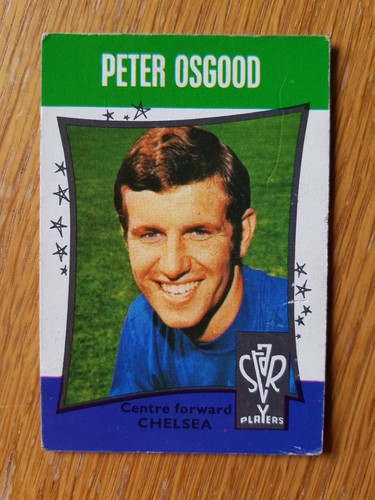 PETER OSGOOD
Centre forward
CHELSEA
STAR
PLAYERS